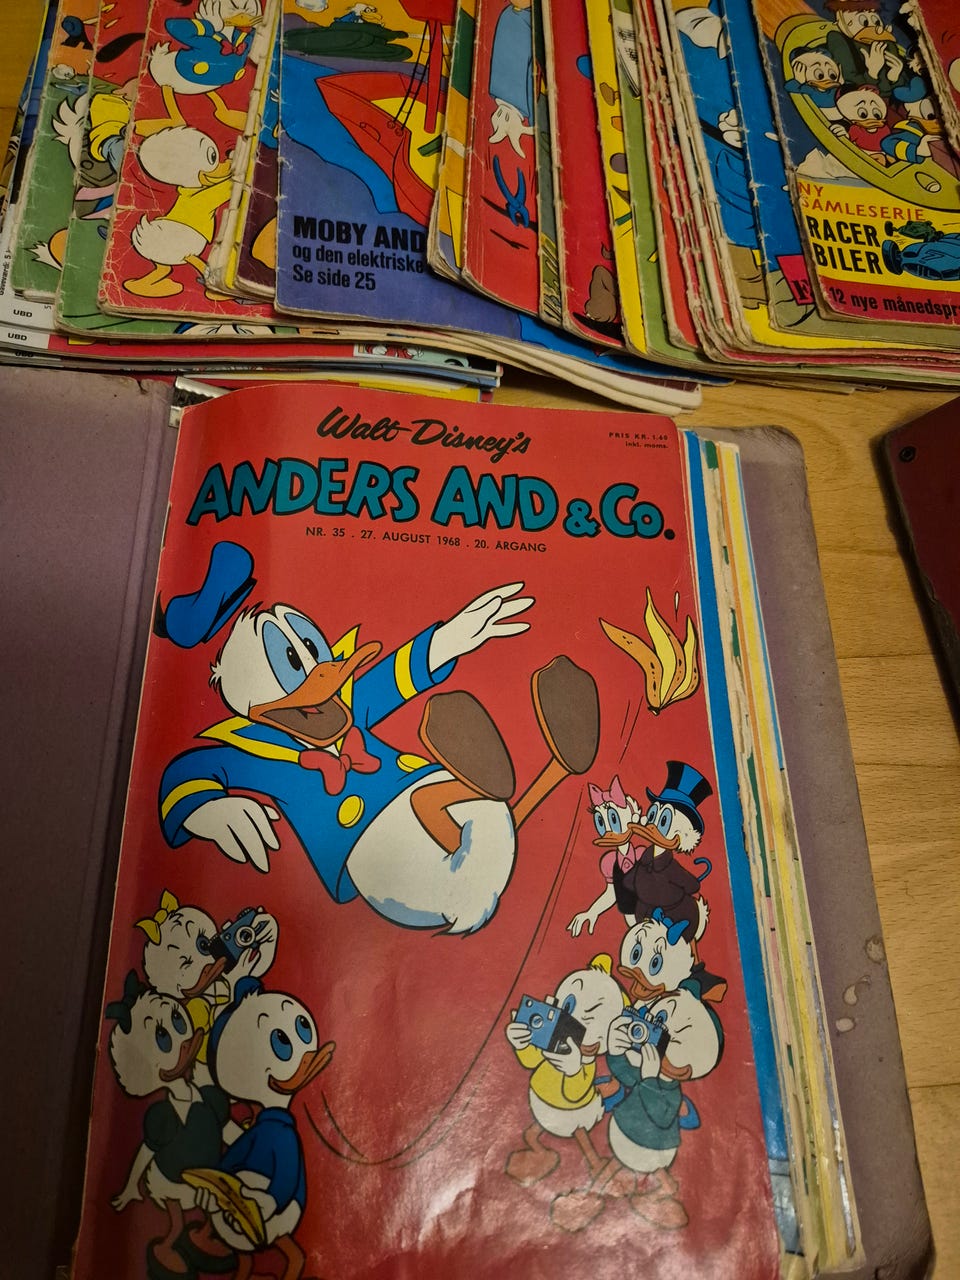 MOBY AND
og den elektriske
Se side 25
NY
SAMLESERIE
RACER
BILER
12 nye månedspr
UBD
UBD
UBD
Walt Disney's
PRIS KR. 1.60
inkl. moms.
ANDERS AND & Co.
NR. 35 . 27. AUGUST 1968 . 20. ÅRGANG